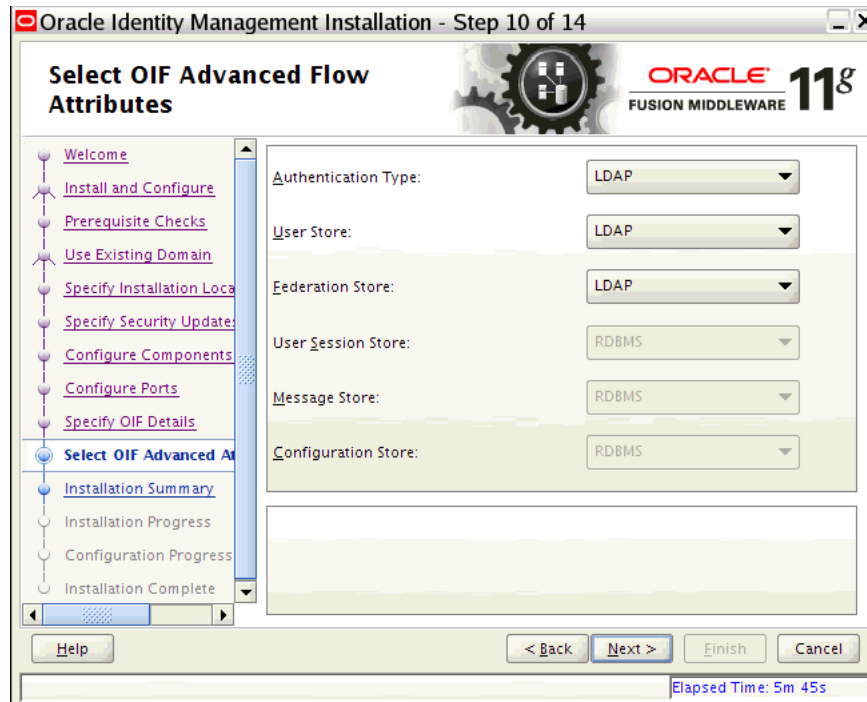 Oracle Identity Management Installation - Step 10 of 14
Select OIF Advanced Flow
Attributes
ORACLE
FUSION MIDDLEWARE 11g
Welcome
Install and Configure
Prerequisite Checks
Use Existing Domain
Specify Installation Loca
Specify Security Updates
Configure Components
Configure Ports
Specify OIF Details
Select OIF Advanced At
Installation Summary
Installation Progress
Configuration Progress
Installation Complete
Authentication Type: LDAP
User Store: LDAP
Federation Store: LDAP
User Session Store: RDBMS
Message Store: RDBMS
Configuration Store: RDBMS
Help
< Back
Next >
Finish
Cancel
Elapsed Time: 5m 45s